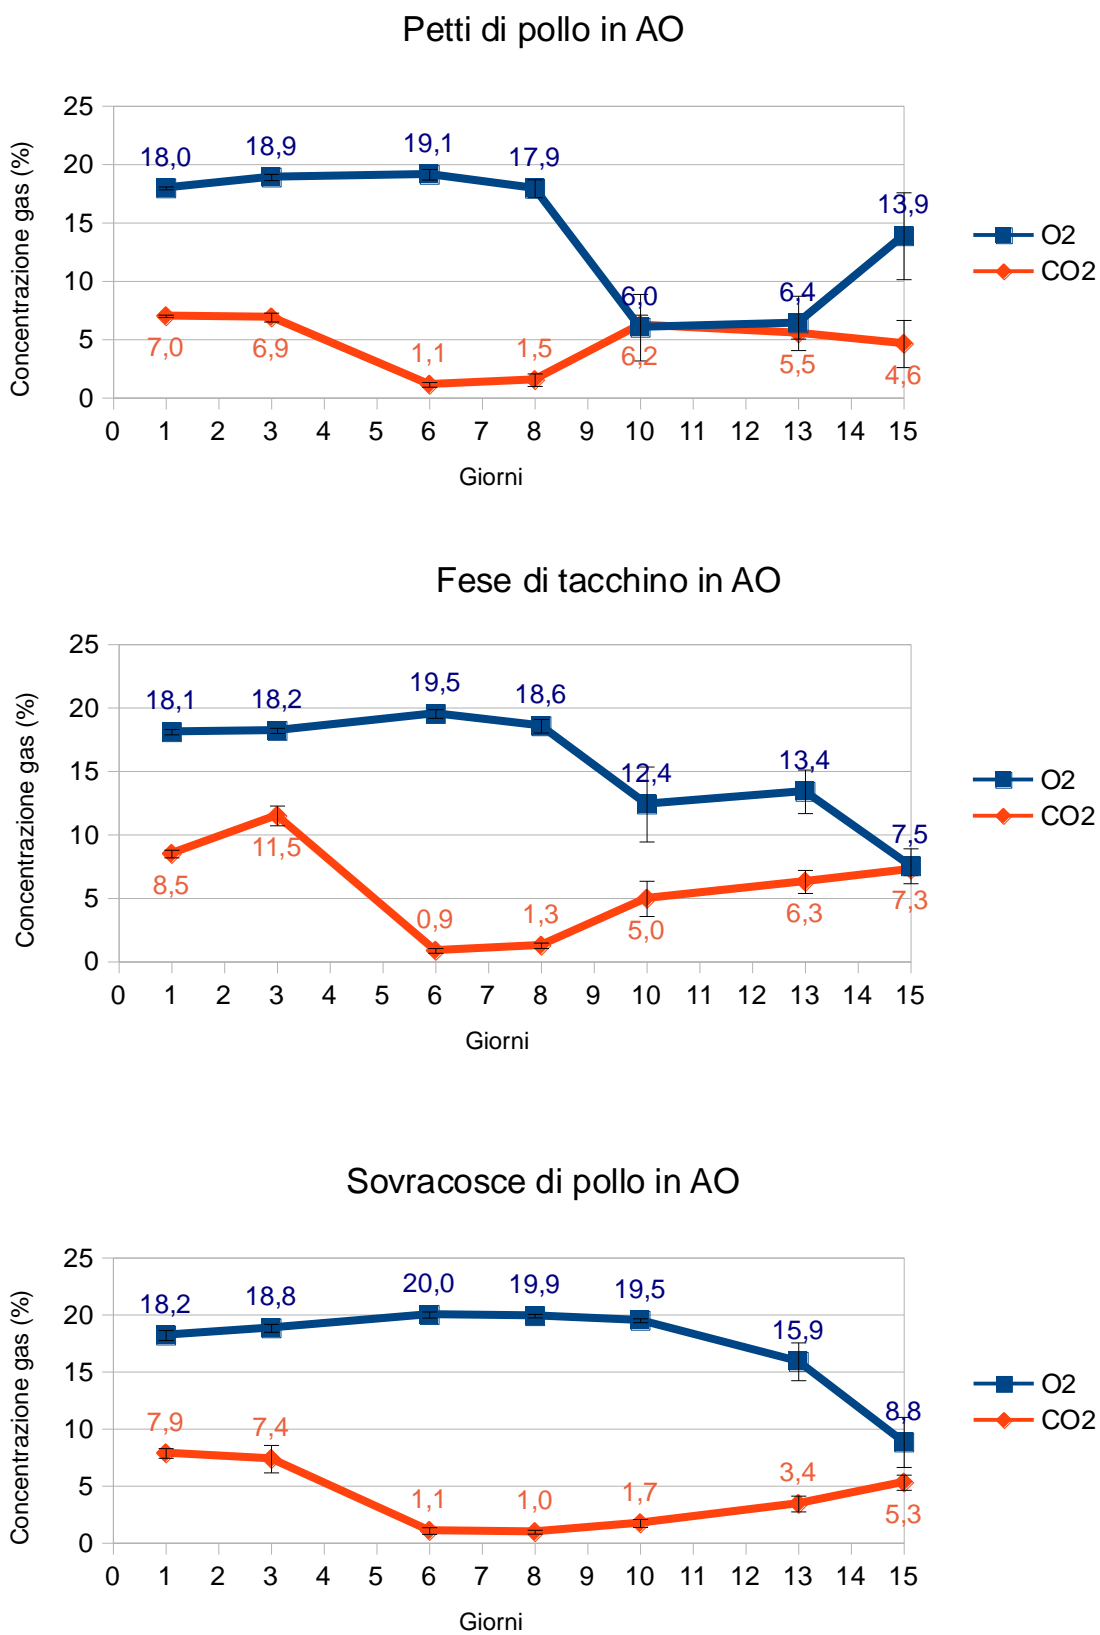 Petti di pollo in AO
25
20
15
10
5
0
Concentrazione gas (%)
18,0 18,9 19,1 17,9 6,0 6,4 13,9
7,0 6,9 1,1 1,5 6,2 5,5 4,6
O2
CO2
0 1 3 4 5 6 7 8 9 10 11 12 13 14 15
Giorni
Fese di tacchino in AO
25
20
15
10
5
0
Concentrazione gas (%)
18,1 18,2 19,5 18,6 12,4 13,4 7,5
8,5 11,5 0,9 1,3 5,0 6,3 7,3
O2
CO2
0 1 2 3 4 5 6 7 8 9 10 11 12 13 14 15
Giorni
Sovracosce di pollo in AO
25
20
15
10
5
0
Concentrazione gas (%)
18,2 18,8 20,0 19,9 19,5 15,9 8,8
7,9 7,4 1,1 1,0 1,7 3,4 5,3
O2
CO2
0 1 2 3 4 5 6 7 8 9 10 11 12 13 14 15
Giorni